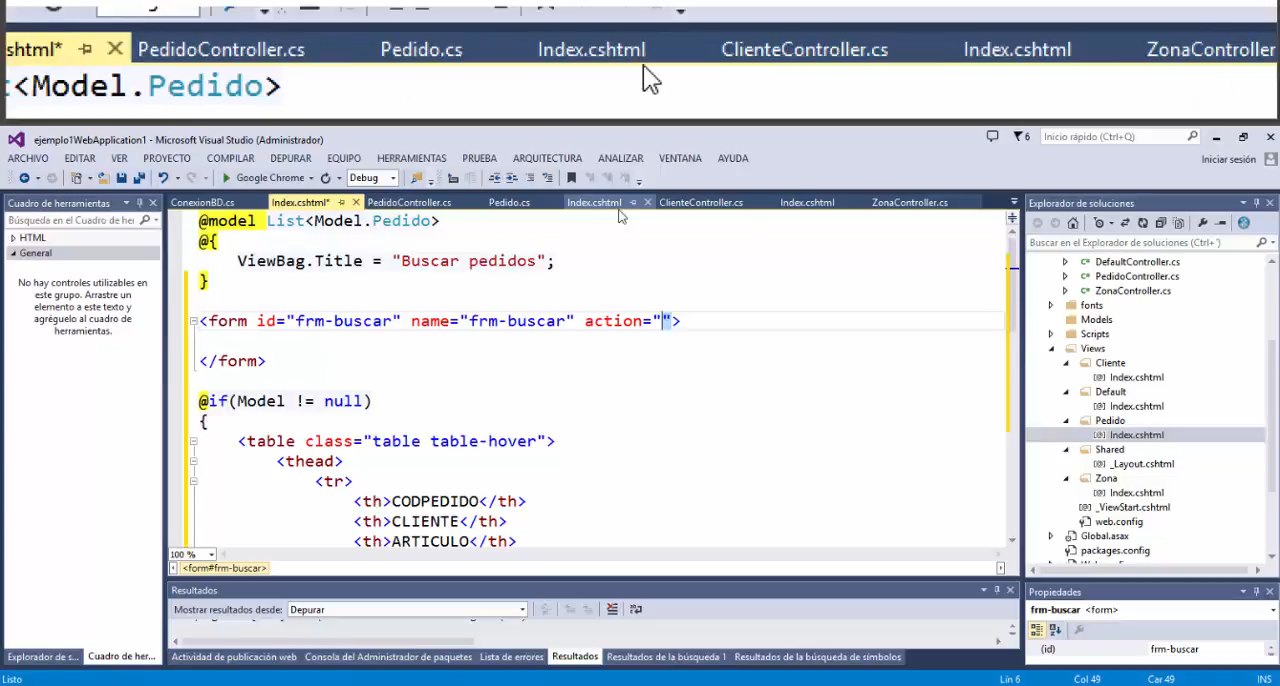 shtml* PedidoController.cs Pedido.cs Index.cshtml ClienteController.cs Index.cshtml ZonaController
<Model.Pedido>
ejemplo1WebApplication1 - Microsoft Visual Studio (Administrador) 6 Inicio rápido (Ctrl+Q)
ARCHIVO EDITAR VER PROYECTO COMPILAR DEPURAR EQUIPO HERRAMIENTAS PRUEBA ARQUITECTURA ANALIZAR VENTANA AYUDA Iniciar sesión
Google Chrome Debug
Cuadro de herramientas
Búsqueda en el Cuadro de her
HTML
General
No hay controles utilizables en
este grupo. Arrastre un
elemento a este texto y
agréguelo al cuadro de
herramientas.
ConexionBD.cs Index.cshtml* PedidoController.cs Pedido.cs Index.cshtml ClienteController.cs Index.cshtml ZonaController.cs
@model List<Model.Pedido>
@{
ViewBag.Title = "Buscar pedidos";
}
<form id="frm-buscar" name="frm-buscar" action="">
</form>
@if(Model != null)
{
<table class="table table-hover">
<thead>
<tr>
<th>CODPEDIDO</th>
<th>CLIENTE</th>
<th>ARTICULO</th>
100 %
<form#frm-buscar>
Explorador de soluciones
Buscar en el Explorador de soluciones (Ctrl+´)
DefaultController.cs
PedidoController.cs
ZonaController.cs
fonts
Models
Scripts
Views
Cliente
Index.cshtml
Default
Index.cshtml
Pedido
Index.cshtml
Shared
_Layout.cshtml
Zona
Index.cshtml
_ViewStart.cshtml
web.config
Global.asax
packages.config
Resultados
Mostrar resultados desde: Depurar
Propiedades
frm-buscar <form>
(id) frm-buscar
Explorador de s... Cuadro de her... Actividad de publicación web Consola del Administrador de paquetes Lista de errores Resultados Resultados de la búsqueda 1 Resultados de la búsqueda de símbolos
Listo Lín 6 Col 49 Car 49 INS